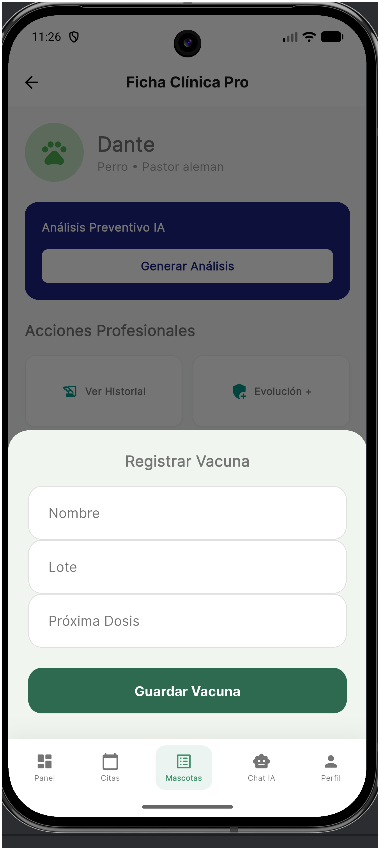 11:26
Ficha Clínica Pro
Dante
Perro • Pastor aleman
Análisis Preventivo IA
Generar Análisis
Acciones Profesionales
Ver Historial
Evolución +
Registrar Vacuna
Nombre
Lote
Próxima Dosis
Guardar Vacuna
Panel
Citas
Mascotas
Chat IA
Perfil